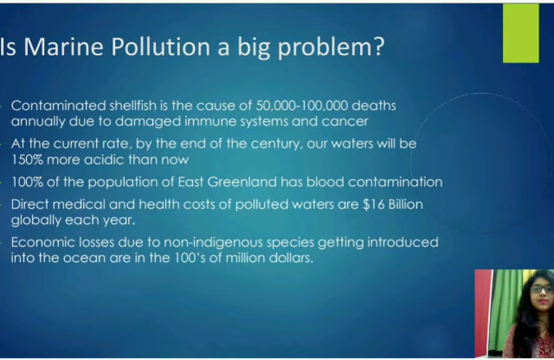 Is Marine Pollution a big problem?
Contaminated shellfish is the cause of 50,000-100,000 deaths
annually due to damaged immune systems and cancer
At the current rate, by the end of the century, our waters will be
150% more acidic than now
100% of the population of East Greenland has blood contamination
Direct medical and health costs of polluted waters are $16 Billion
globally each year.
Economic losses due to non-indigenous species getting introduced
into the ocean are in the 100's of million dollars.